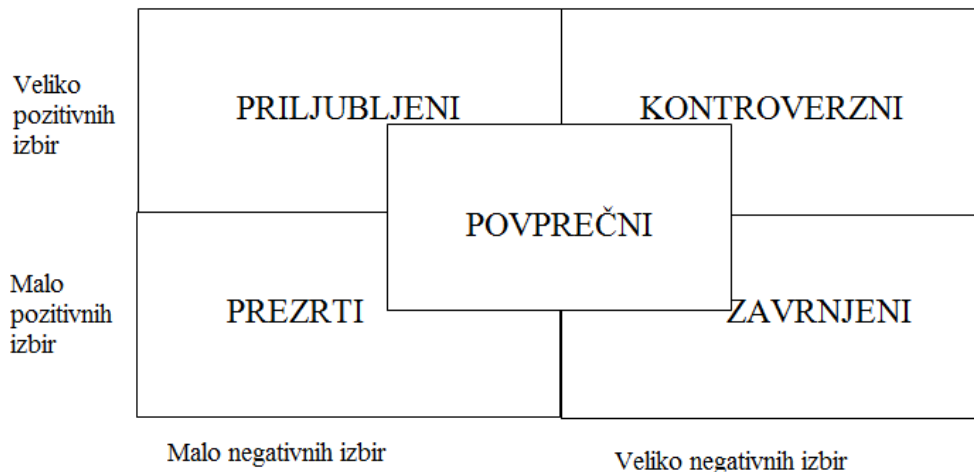 Veliko
pozitivnih
izbir
PRILJUBLJENI
KONTROVERZNI
POVPREČNI
Malo
pozitivnih
izbir
PREZRTI
ZAVRNJENI
Malo negativnih izbir
Veliko negativnih izbir